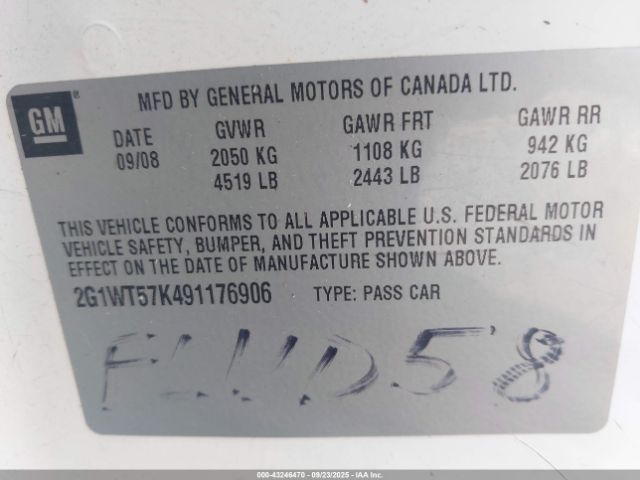 GM
MFD BY GENERAL MOTORS OF CANADA LTD.
DATE GVWR GAWR FRT GAWR RR
09/08 2050 KG 1108 KG 942 KG
4519 LB 2443 LB 2076 LB
THIS VEHICLE CONFORMS TO ALL APPLICABLE U.S. FEDERAL MOTOR
VEHICLE SAFETY, BUMPER, AND THEFT PREVENTION STANDARDS IN
EFFECT ON THE DATE OF MANUFACTURE SHOWN ABOVE.
2G1WT57K491176906 TYPE: PASS CAR
000-43246470 - 09/23/2025 - IAA Inc.